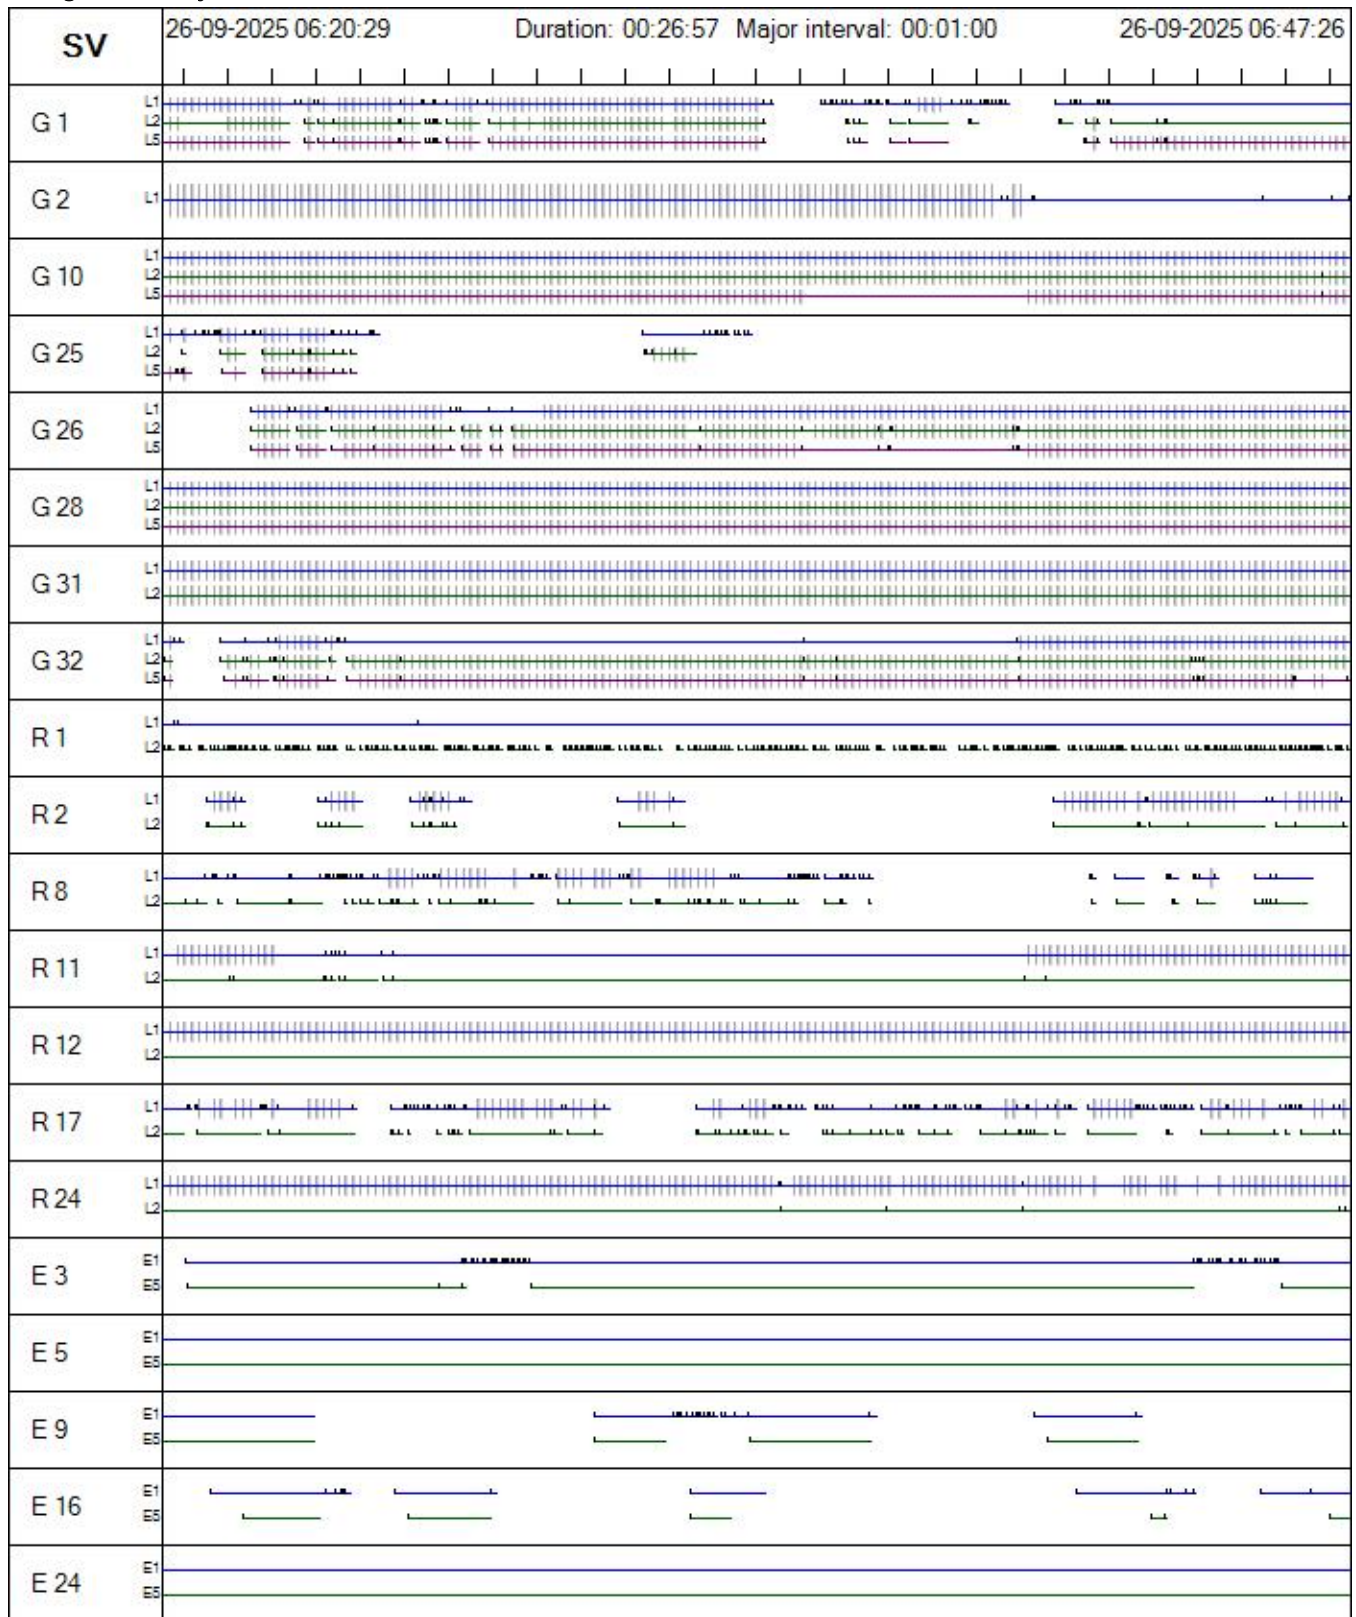 SV 26-09-2025 06:20:29 Duration: 00:26:57 Major interval: 00:01:00 26-09-2025 06:47:26
G 1 L1
L2
L5
G 2 L1
G 10 L1
L2
L5
G 25 L1
L2
L5
G 26 L1
L2
L5
G 28 L1
L2
L5
G 31 L1
L2
G 32 L1
L2
L5
R 1 L1
L2
R 2 L1
L2
R 8 L1
L2
R 11 L1
L2
R 12 L1
L2
R 17 L1
L2
R 24 L1
L2
E 3 E1
E5
E 5 E1
E5
E 9 E1
E5
E 16 E1
E5
E 24 E1
E5